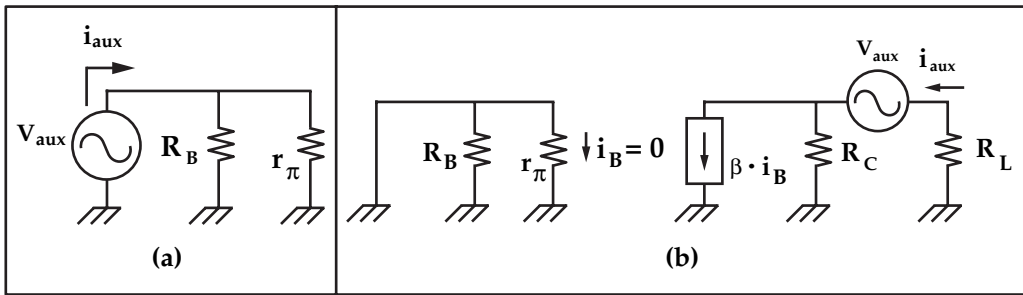 i_aux
V_aux
R_B
r_π
(a)
R_B
r_π
i_B = 0
β · i_B
R_C
V_aux
i_aux
R_L
(b)